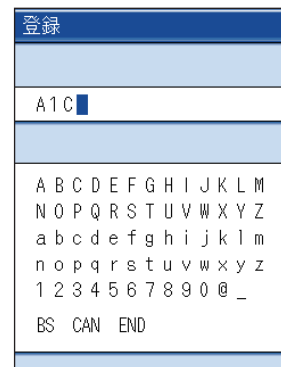 登録
A1C
A B C D E F G H I J K L M
N O P Q R S T U V W X Y Z
a b c d e f g h i j k l m
n o p q r s t u v w x y z
1 2 3 4 5 6 7 8 9 0 @ _
BS CAN END